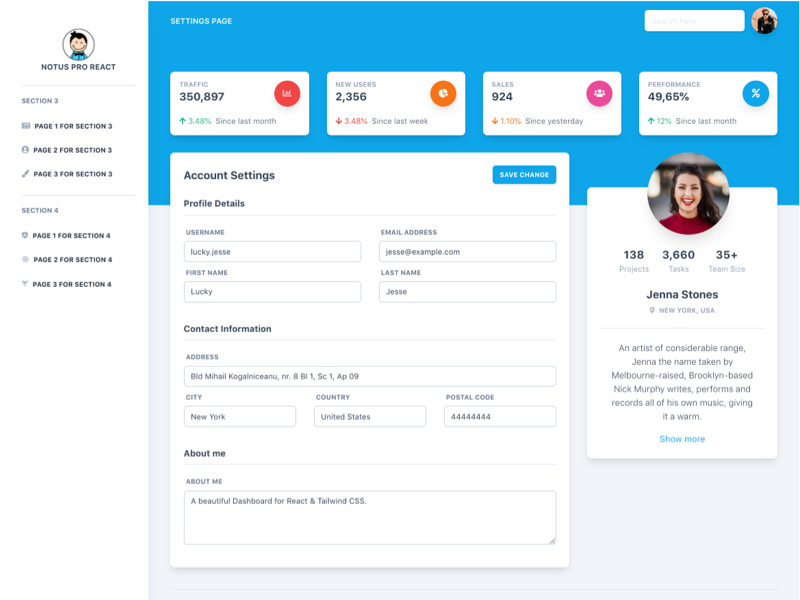 NOTUS PRO REACT
SECTION 3
PAGE 1 FOR SECTION 3
PAGE 2 FOR SECTION 3
PAGE 3 FOR SECTION 3
SECTION 4
PAGE 1 FOR SECTION 4
PAGE 2 FOR SECTION 4
PAGE 3 FOR SECTION 4
SETTINGS PAGE
Search here
TRAFFIC
350,897
3.48% Since last month
NEW USERS
2,356
3.48% Since last week
SALES
924
1.10% Since yesterday
PERFORMANCE
49,65%
12% Since last month
Account Settings
SAVE CHANGE
Profile Details
USERNAME
lucky.jesse
EMAIL ADDRESS
jesse@example.com
FIRST NAME
Lucky
LAST NAME
Jesse
Contact Information
ADDRESS
Bld Mihail Kogalniceanu, nr. 8 Bl 1, Sc 1, Ap 09
CITY
New York
COUNTRY
United States
POSTAL CODE
44444444
About me
ABOUT ME
A beautiful Dashboard for React & Tailwind CSS.
138
Projects
3,660
Tasks
35+
Team Size
Jenna Stones
NEW YORK, USA
An artist of considerable range,
Jenna the name taken by
Melbourne-raised, Brooklyn-based
Nick Murphy writes, performs and
records all of his own music, giving
it a warm.
Show more